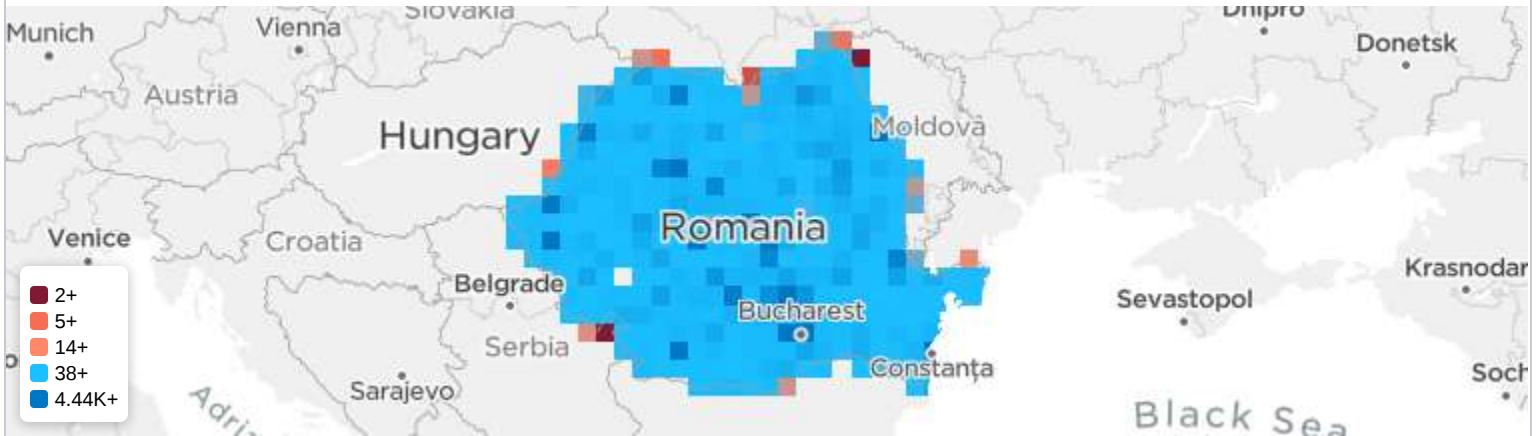 Slovakia
Dnipro
Munich
Vienna
Donetsk
Austria
Hungary
Moldova
Romania
Venice
Croatia
Belgrade
Krasnodar
Sevastopol
Bucharest
Serbia
Constanța
Sarajevo
Soch
Adri
Black Sea
2+
5+
14+
38+
4.44K+